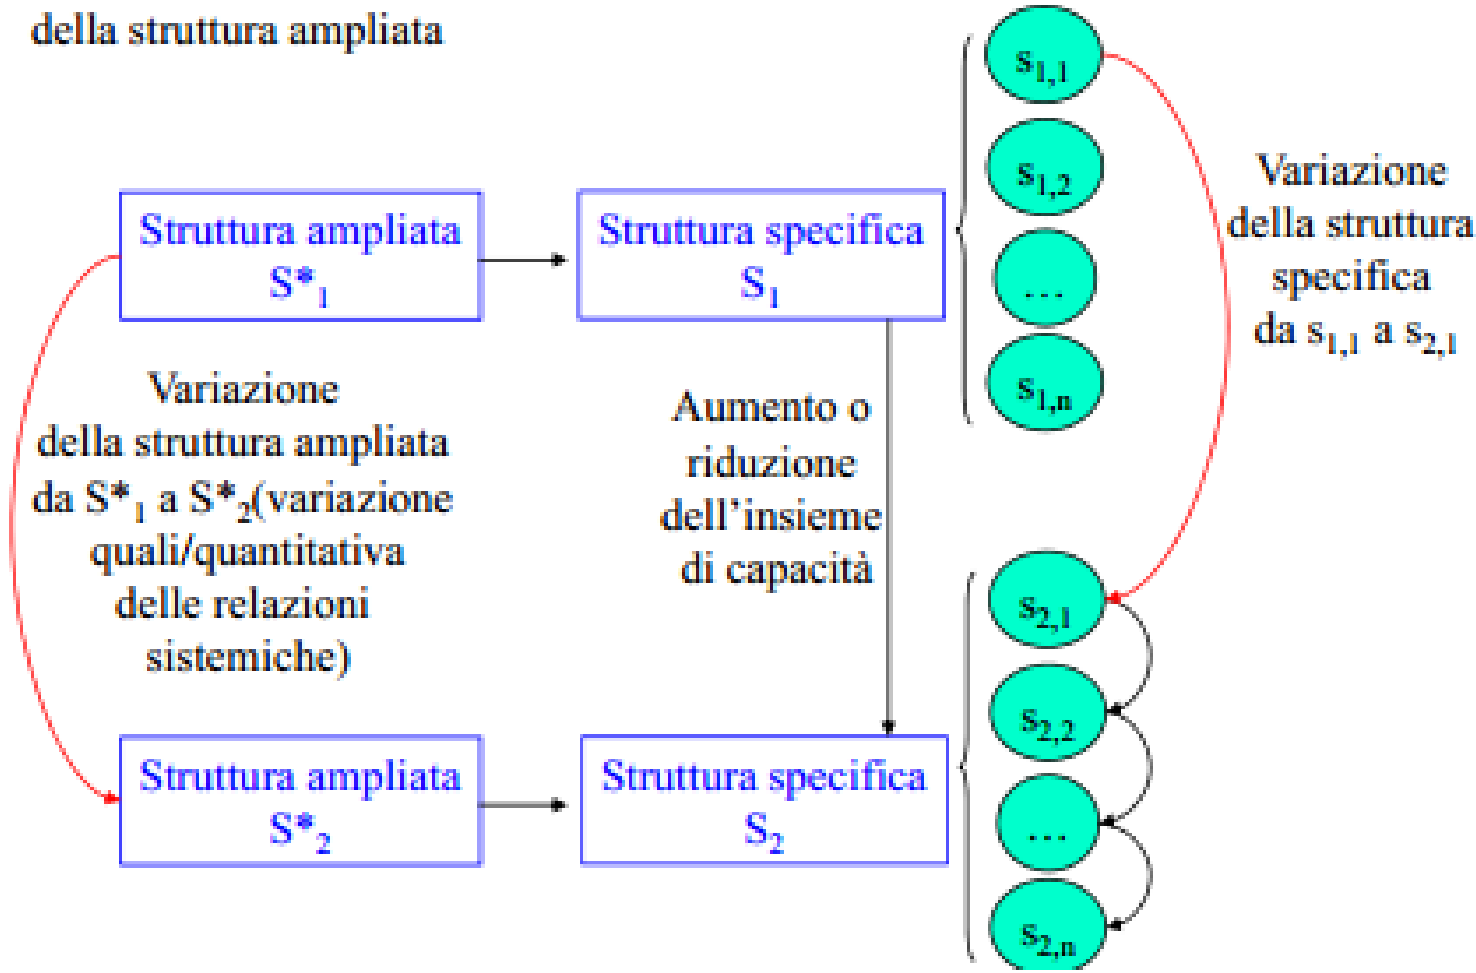 della struttura ampliata
s1,1
s1,2
...
s1,n
Variazione
della struttura
specifica
da s1,1 a s2,1
Struttura ampliata
S*1
Struttura specifica
S1
Variazione
della struttura ampliata
da S*1 a S*2(variazione
quali/quantitativa
delle relazioni
sistemiche)
Aumento o
riduzione
dell’insieme
di capacità
Struttura ampliata
S*2
Struttura specifica
S2
s2,1
s2,2
...
s2,n